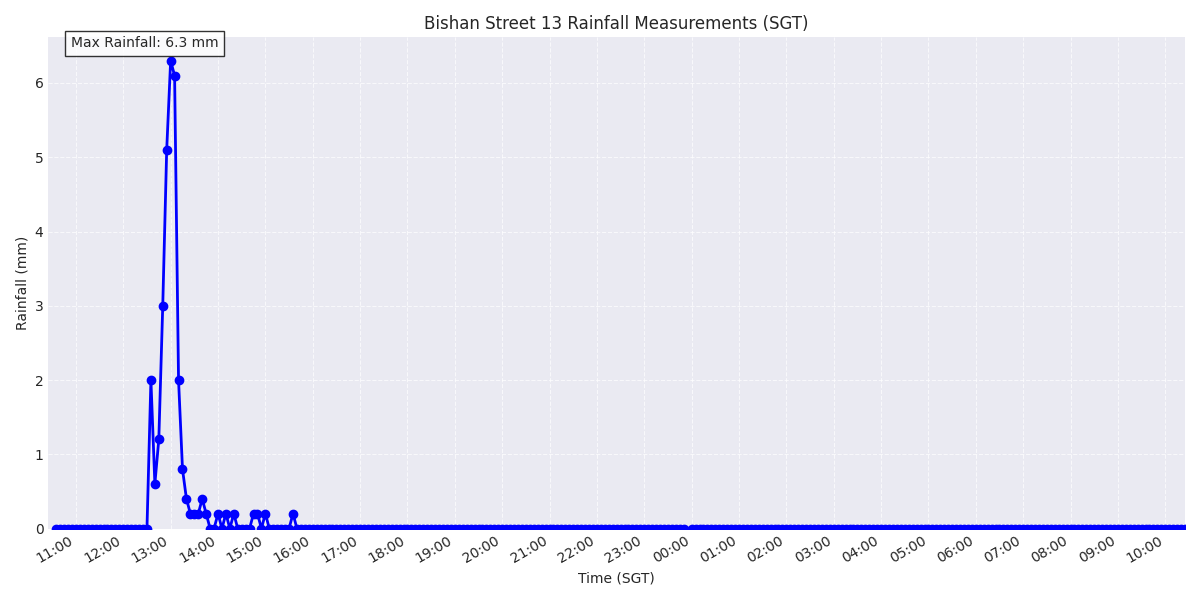 Bishan Street 13 Rainfall Measurements (SGT)
Max Rainfall: 6.3 mm
6
5
4
3
2
1
0
Rainfall (mm)
11:00 12:00 13:00 14:00 15:00 16:00 17:00 18:00 19:00 20:00 21:00 22:00 23:00 00:00 01:00 02:00 03:00 04:00 05:00 06:00 07:00 08:00 09:00 10:00
Time (SGT)